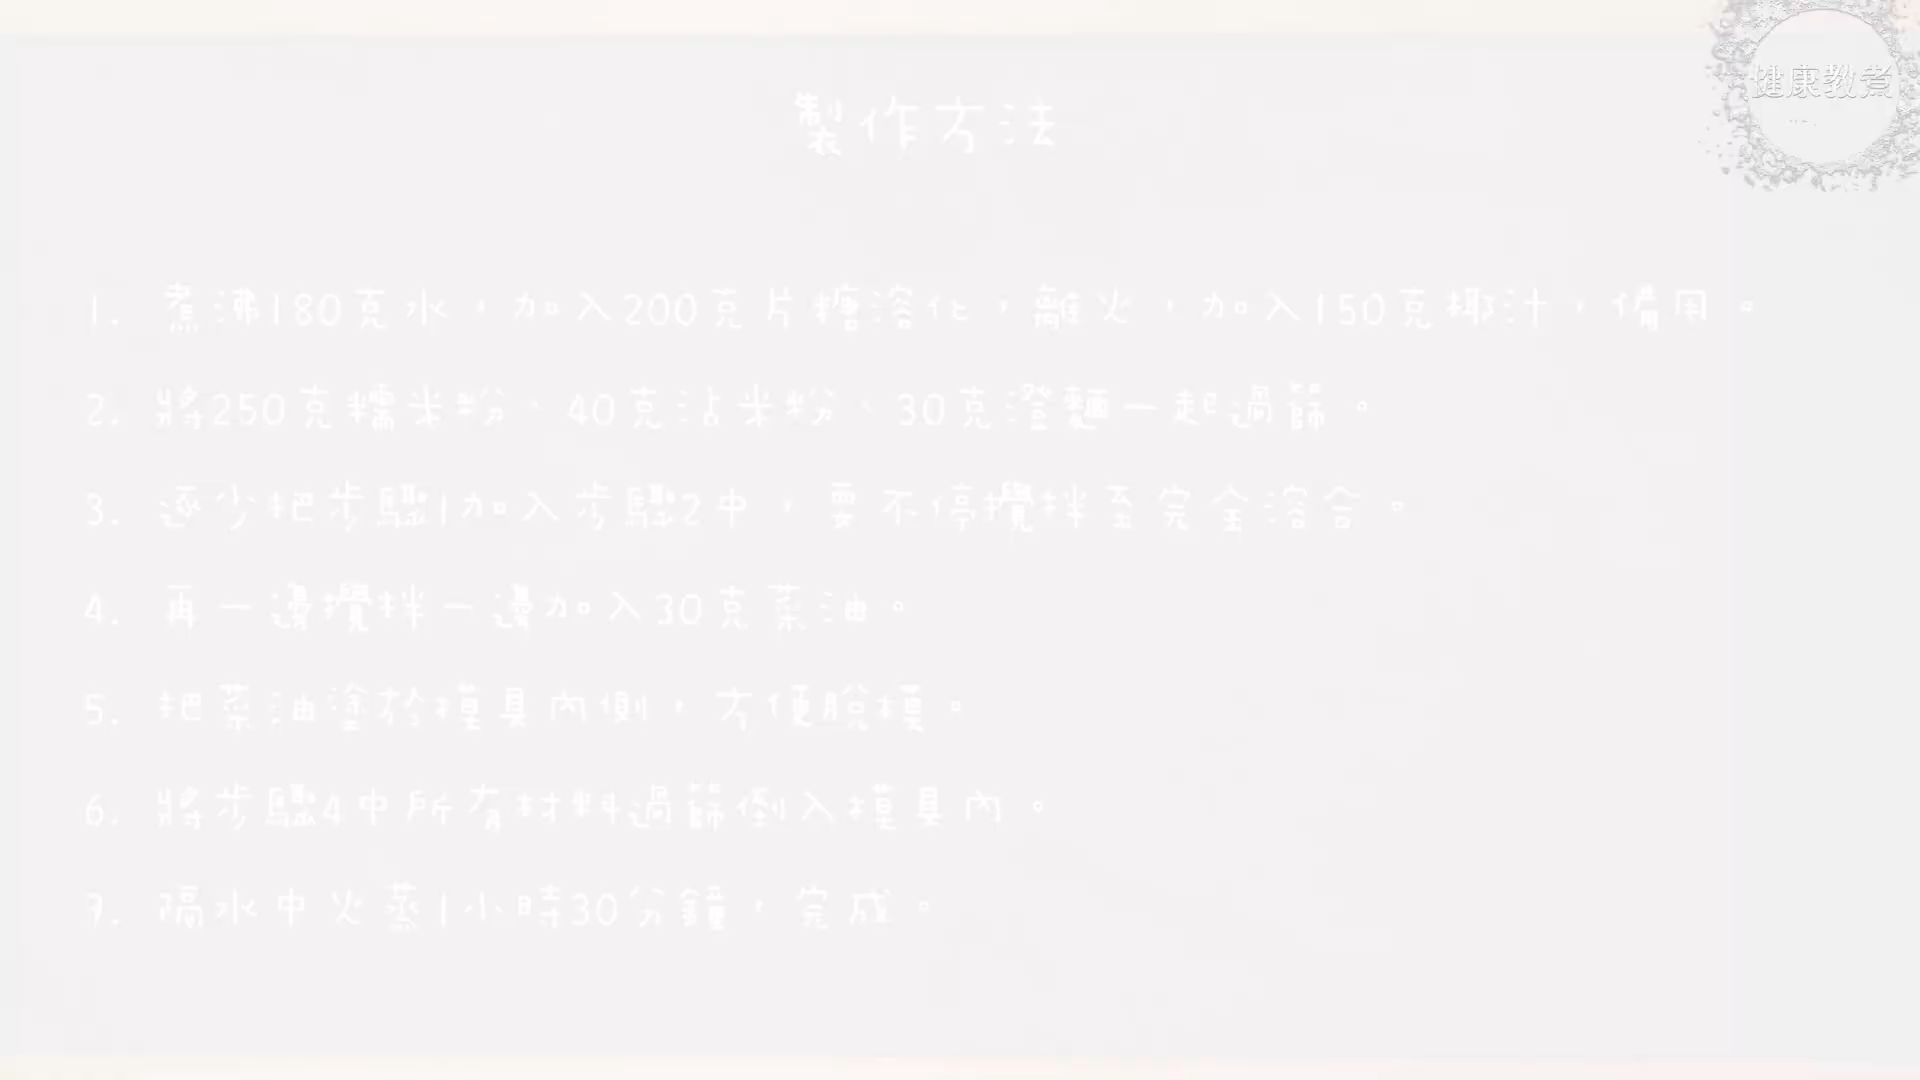 健康教煮
製作方法
1. 煮沸180克水，加入200克片糖溶化，離火，加入150克椰汁，備用。
2. 將250克糯米粉、40克沾米粉、30克澄麵一起過篩。
3. 逐少把步驟1加入步驟2中，要不停攪拌至完全溶合。
4. 再一邊攪拌一邊加入30克菜油。
5. 把菜油塗於模具內側，方便脫模。
6. 將步驟4中所有材料過篩倒入模具內。
7. 隔水中火蒸1小時30分鐘，完成。